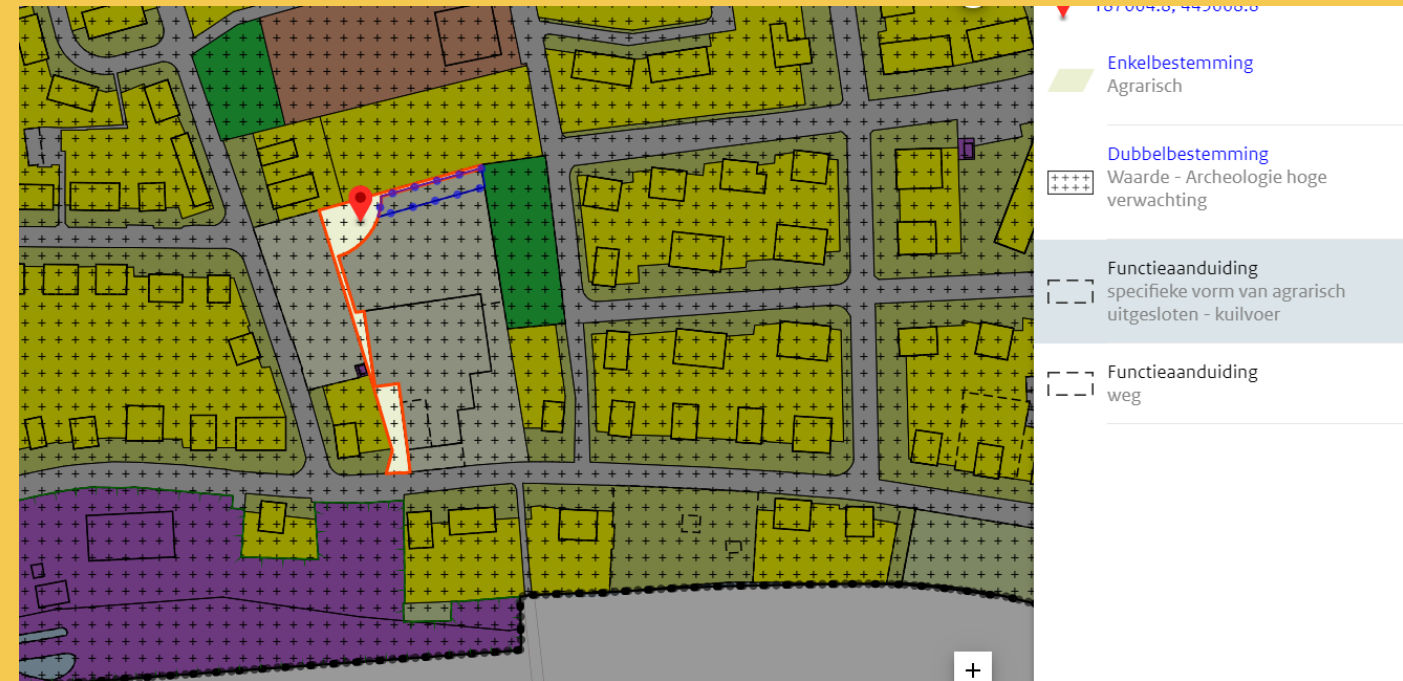 Enkelbestemming
Agrarisch
Dubbelbestemming
Waarde - Archeologie hoge
verwachting
Functieaanduiding
specifieke vorm van agrarisch
uitgesloten - kuilvoer
Functieaanduiding
weg